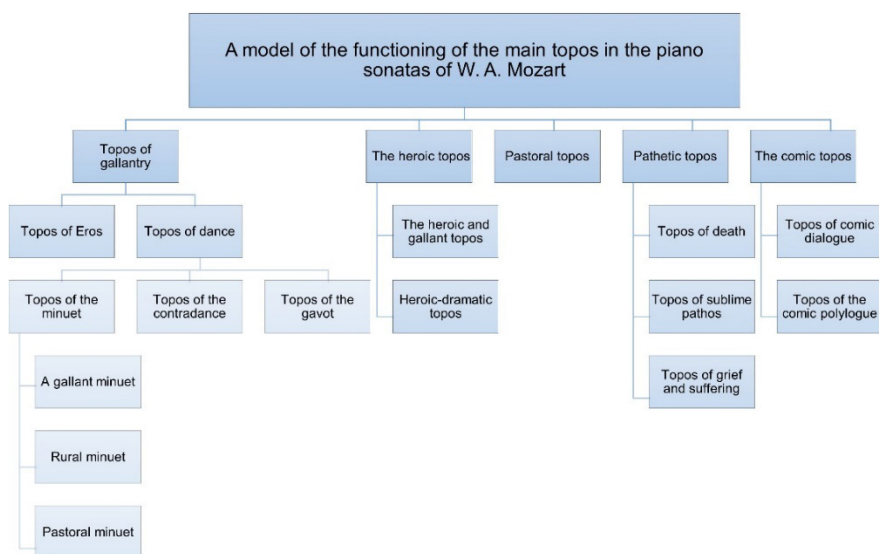 A model of the functioning of the main topos in the piano
sonatas of W. A. Mozart
Topos of
gallantry
The heroic topos
Pastoral topos
Pathetic topos
The comic topos
Topos of Eros
Topos of dance
The heroic and
gallant topos
Topos of death
Topos of comic
dialogue
Topos of the
minuet
Topos of the
contradance
Topos of the
gavot
Heroic-dramatic
topos
Topos of sublime
pathos
Topos of the
comic polylogue
A gallant minuet
Topos of grief
and suffering
Rural minuet
Pastoral minuet